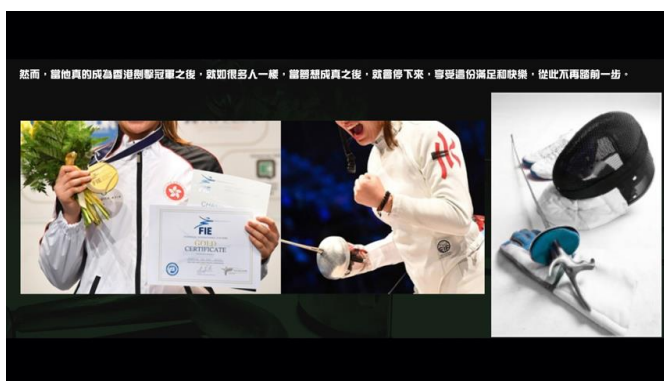 然而，當他真的成為香港劍擊冠軍之後，就如很多人一樣，當夢想成真之後，就會停下來，享受這份滿足和快樂，從此不再踏前一步。
FIE
GOLD
CERTIFICATE